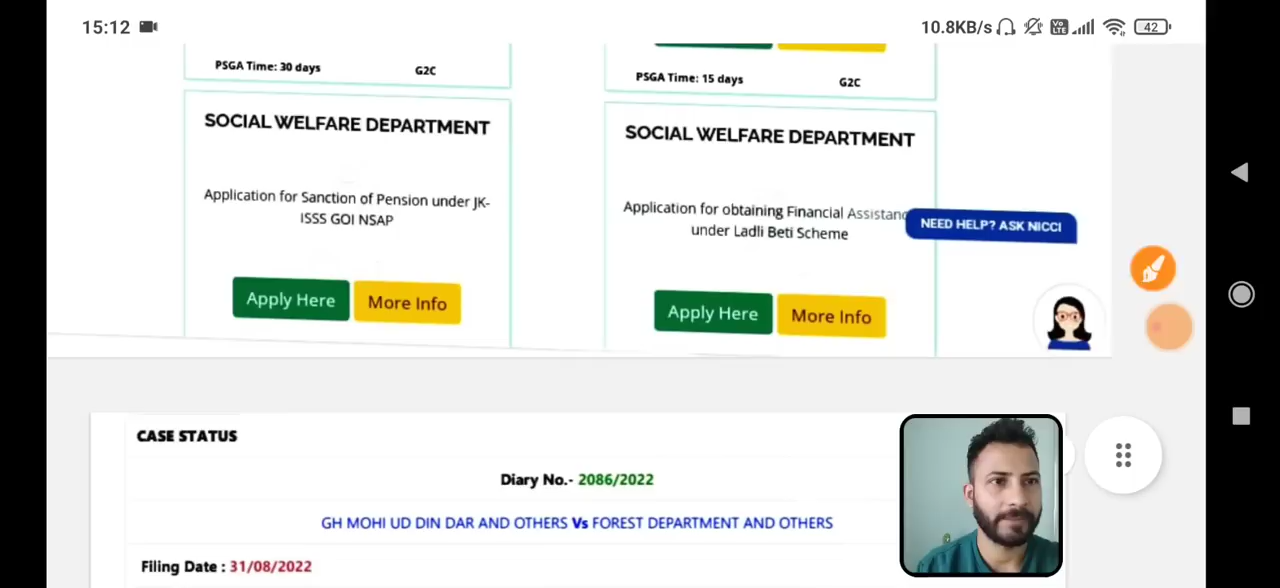 15:12
10.8KB/s
Vo LTE
42
PSGA Time: 30 days
G2C
PSGA Time: 15 days
G2C
SOCIAL WELFARE DEPARTMENT
Application for Sanction of Pension under JK-
ISSS GOI NSAP
Apply Here
More Info
SOCIAL WELFARE DEPARTMENT
Application for obtaining Financial Assistanc
under Ladli Beti Scheme
Apply Here
More Info
NEED HELP? ASK NICCI
CASE STATUS
Diary No.- 2086/2022
GH MOHI UD DIN DAR AND OTHERS Vs FOREST DEPARTMENT AND OTHERS
Filing Date : 31/08/2022